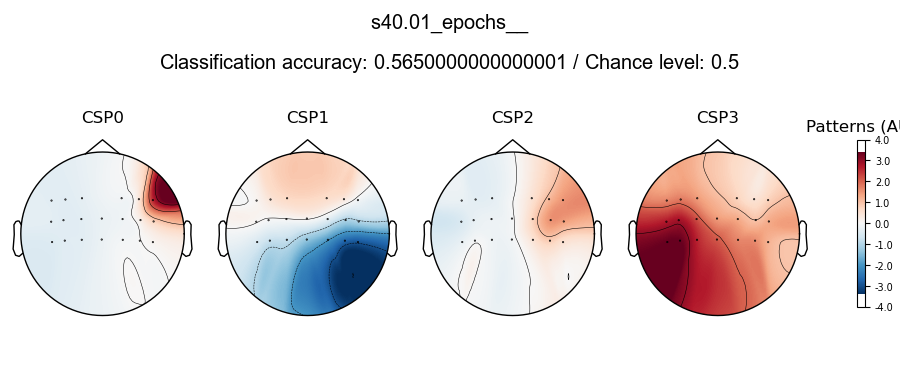 s40.01_epochs__
Classification accuracy: 0.5650000000000001 / Chance level: 0.5
CSP0 CSP1 CSP2 CSP3
Patterns (AU
4.0
3.0
2.0
1.0
0.0
-1.0
-2.0
-3.0
-4.0